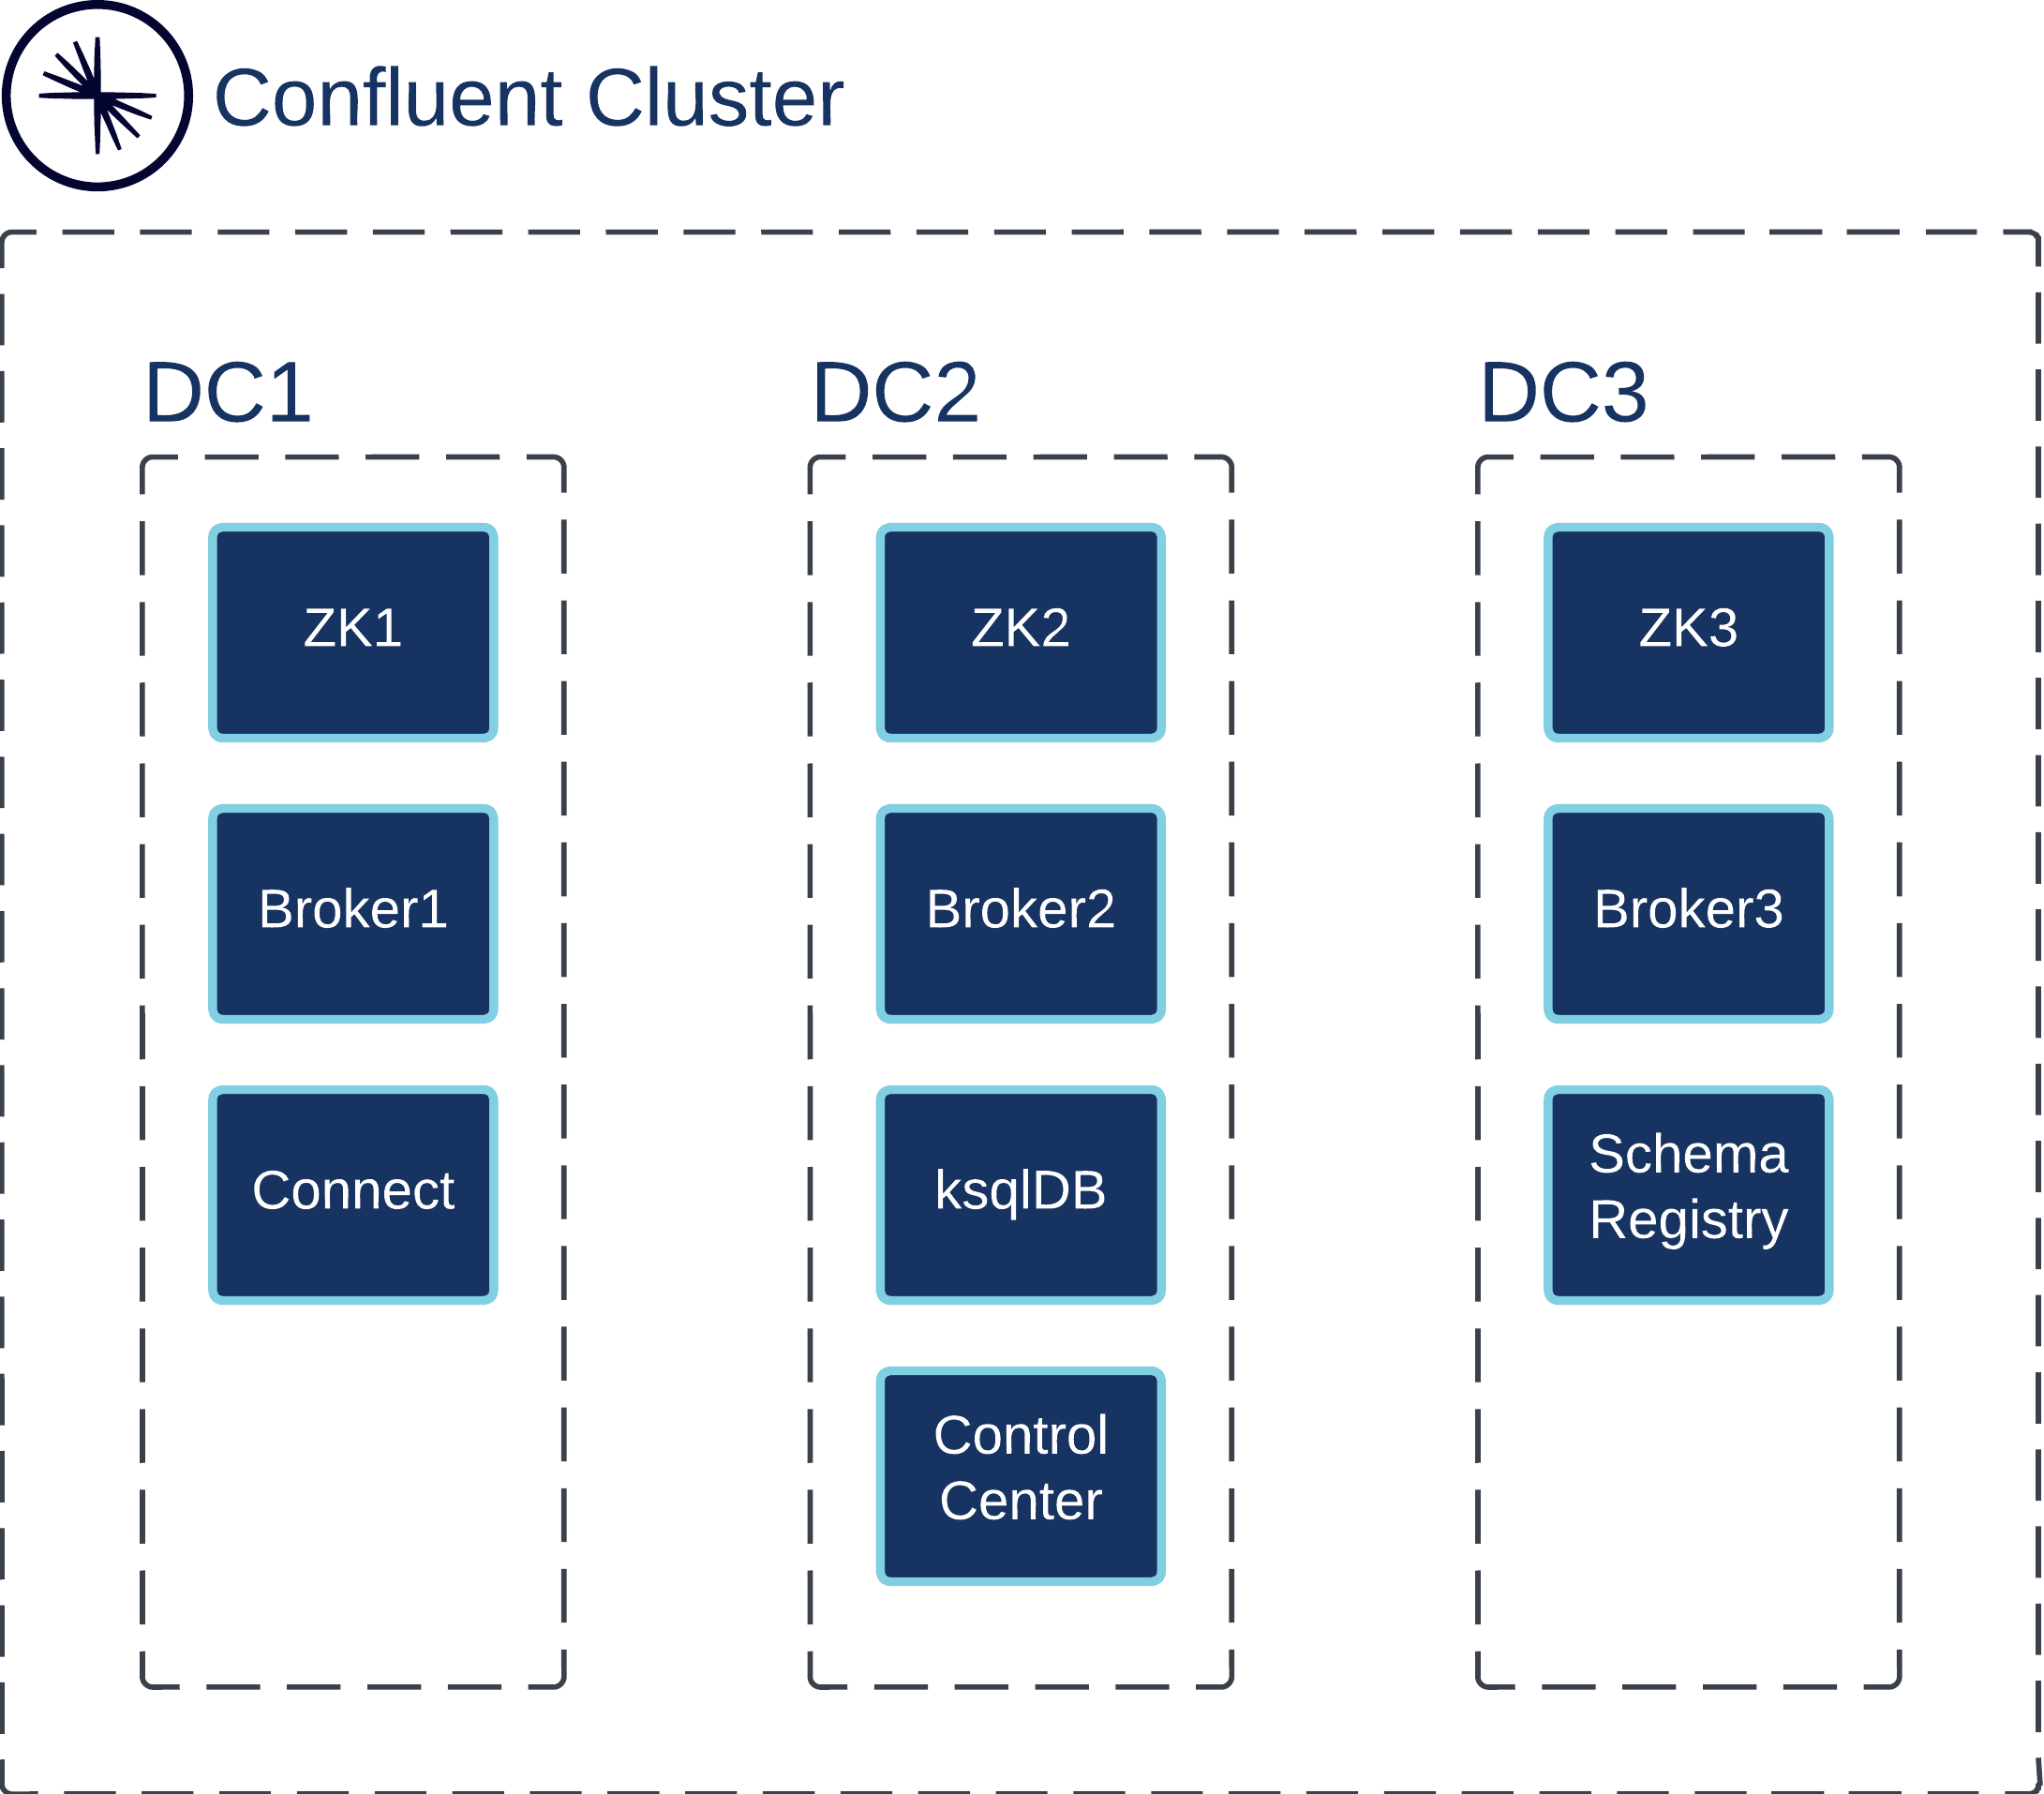 Confluent Cluster
DC1
ZK1
Broker1
Connect
DC2
ZK2
Broker2
ksqlDB
Control
Center
DC3
ZK3
Broker3
Schema
Registry